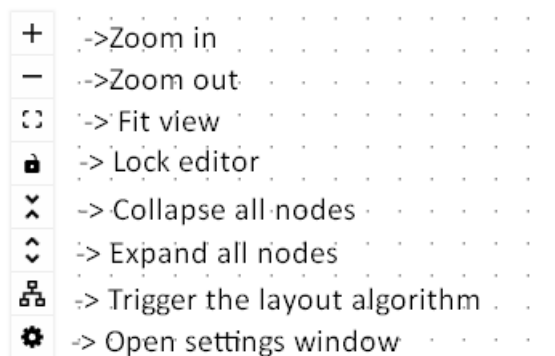 ->Zoom in
->Zoom out
-> Fit view
-> Lock editor
-> Collapse all nodes
-> Expand all nodes
-> Trigger the layout algorithm
-> Open settings window